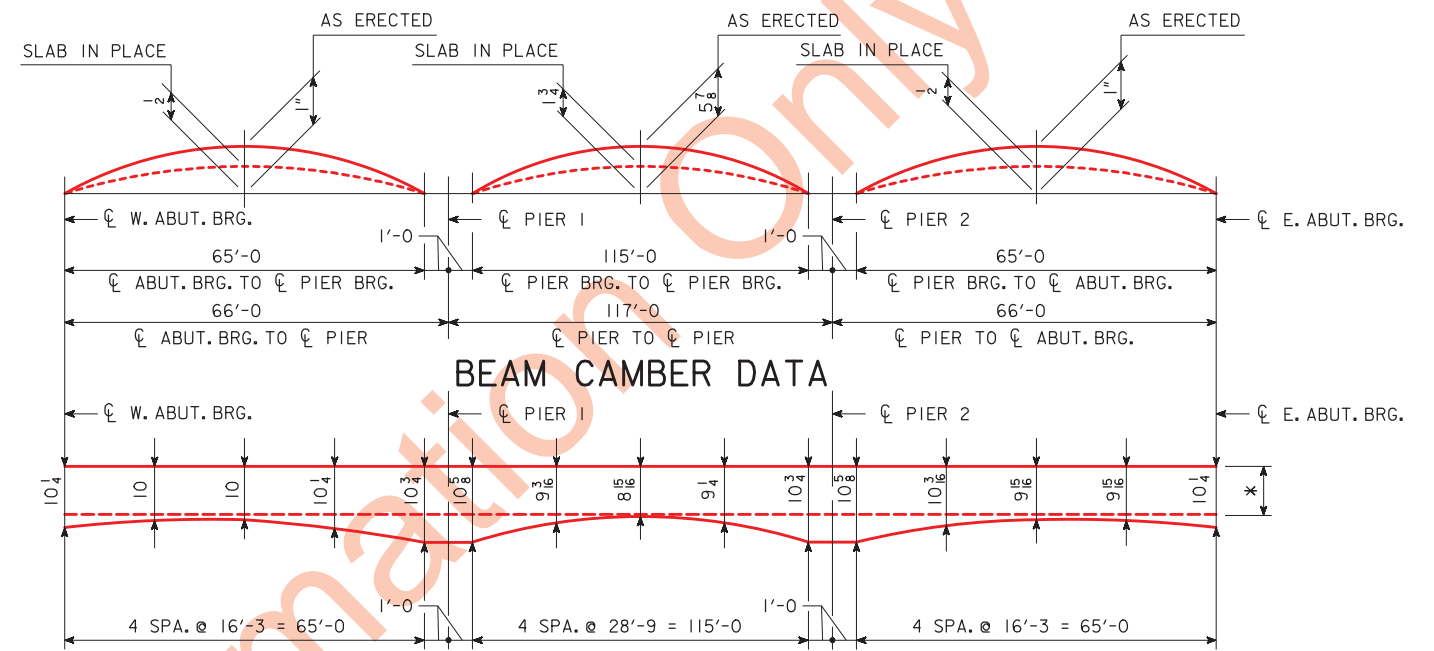 AS ERECTED AS ERECTED AS ERECTED
SLAB IN PLACE SLAB IN PLACE SLAB IN PLACE
1/2 1" 1 3/4 5 7/8 1/2 1"
℄ W. ABUT. BRG. ℄ PIER 1 ℄ PIER 2 ℄ E. ABUT. BRG.
1'-0 1'-0
65'-0 115'-0 65'-0
℄ ABUT. BRG. TO ℄ PIER BRG. ℄ PIER BRG. TO ℄ PIER BRG. ℄ PIER BRG. TO ℄ ABUT. BRG.
66'-0 117'-0 66'-0
℄ ABUT. BRG. TO ℄ PIER ℄ PIER TO ℄ PIER ℄ PIER TO ℄ ABUT. BRG.
BEAM CAMBER DATA
℄ W. ABUT. BRG. ℄ PIER 1 ℄ PIER 2 ℄ E. ABUT. BRG.
10 1/4 10 10 10 1/4 10 3/4 10 5/8 9 3/16 8 15/16 9 1/4 10 3/4 10 5/8 10 3/16 9 15/16 9 15/16 10 1/4 *
1'-0 1'-0
4 SPA. @ 16'-3 = 65'-0 4 SPA. @ 28'-9 = 115'-0 4 SPA. @ 16'-3 = 65'-0
mation Only